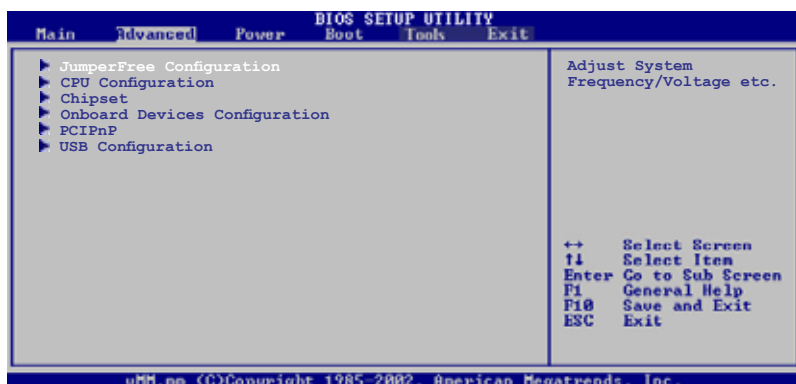 BIOS SETUP UTILITY
Main Advanced Power Boot Tools Exit
JumperFree Configuration
CPU Configuration
Chipset
Onboard Devices Configuration
PCIPnP
USB Configuration
Adjust System
Frequency/Voltage etc.
↔ Select Screen
↑↓ Select Item
Enter Go to Sub Screen
F1 General Help
F10 Save and Exit
ESC Exit
(C)Copyright 1985-2002, American Megatrends, Inc.